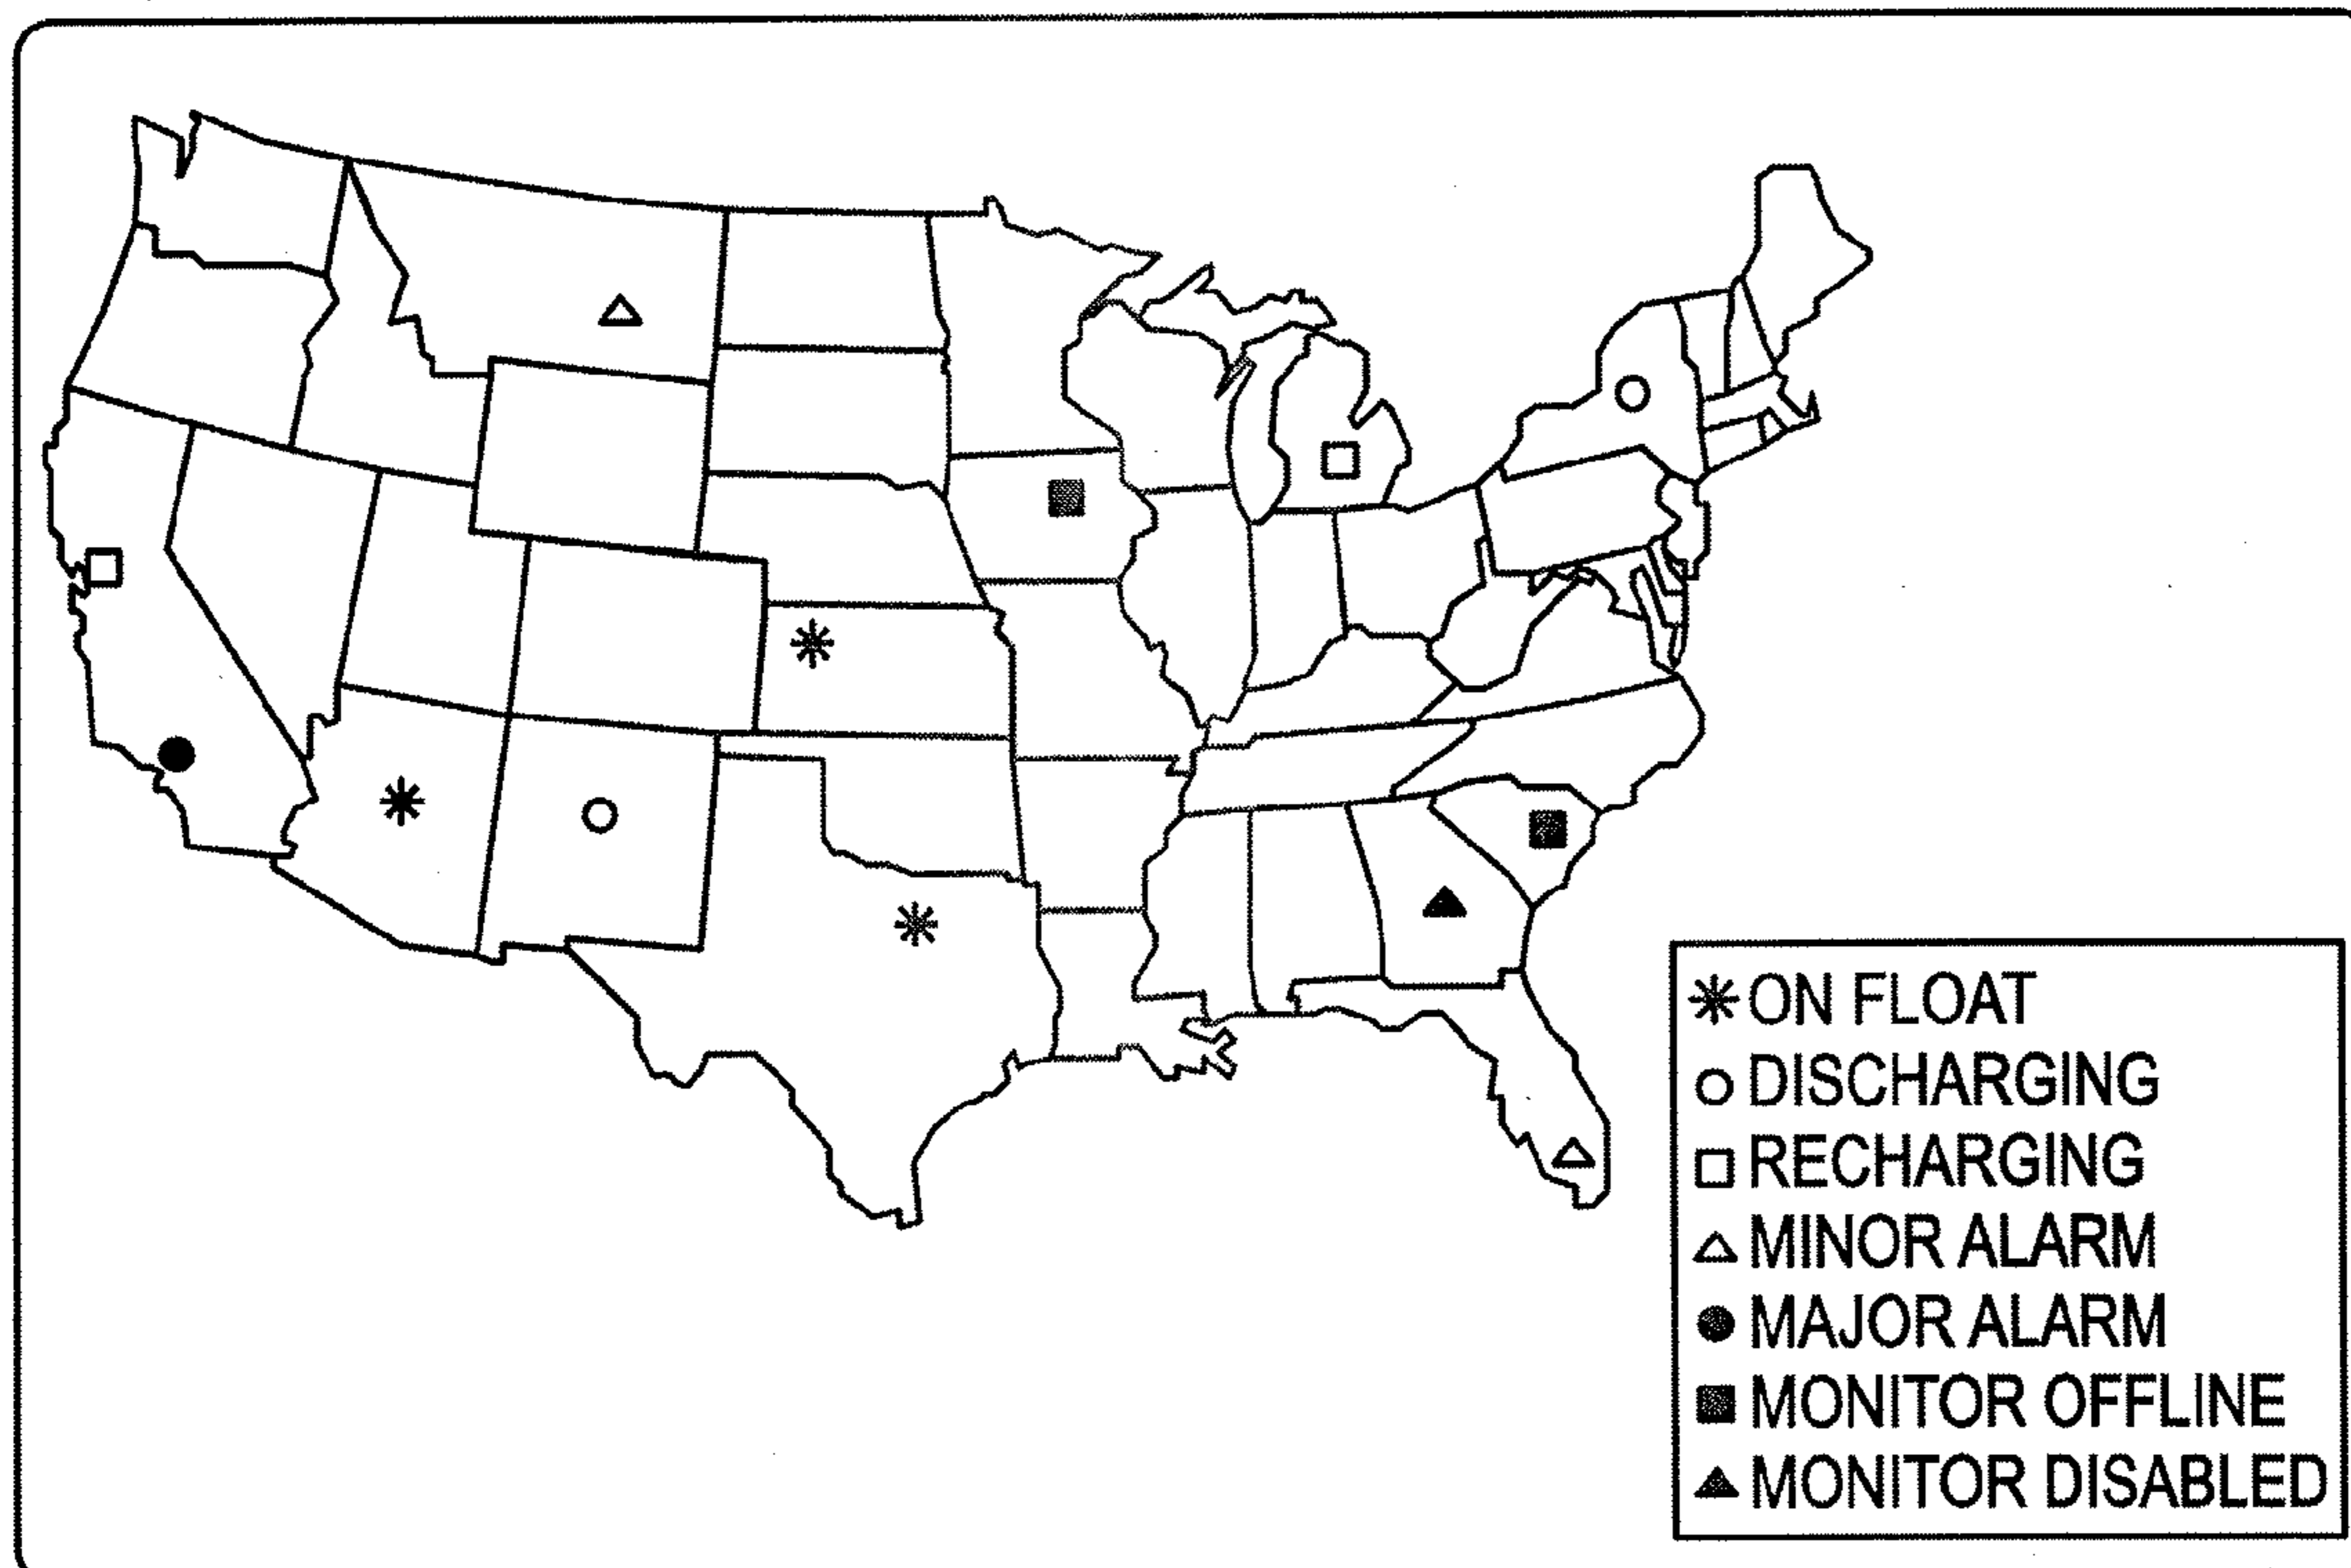 ON FLOAT
DISCHARGING
RECHARGING
MINOR ALARM
MAJOR ALARM
MONITOR OFFLINE
MONITOR DISABLED